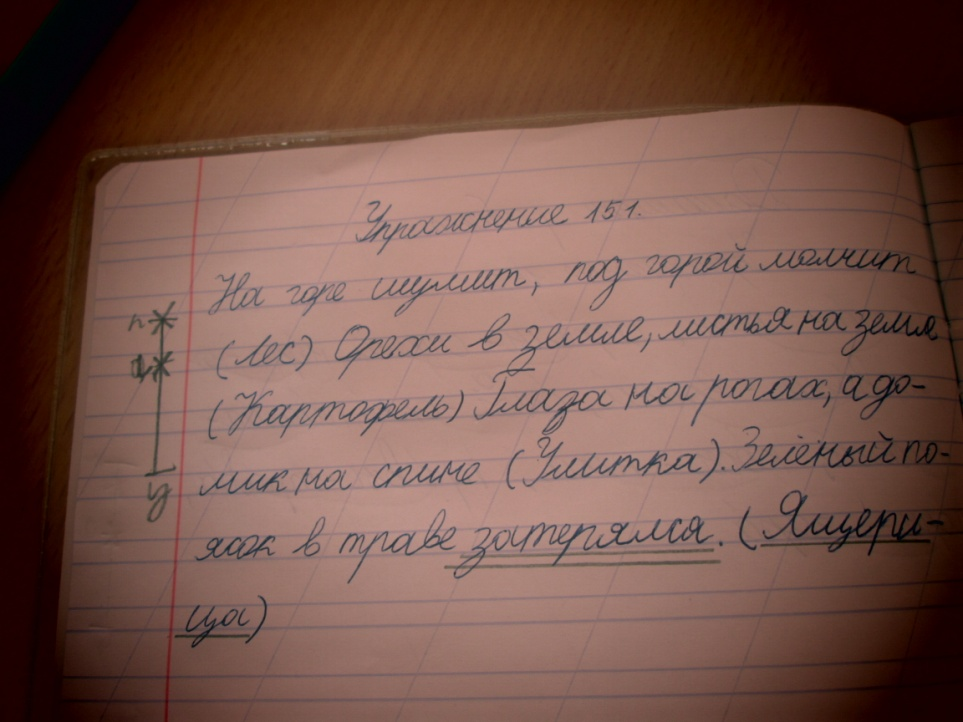 Упражнение 151.
На горе шумит, под горой молчит
(Лес) Орехи в земле, листья на земле
(Картофель) Глаза на рогах, а до-
мик на спине (Улитка). Зелёный по-
ясок в траве затерялся. (Ящери-
ца)
у